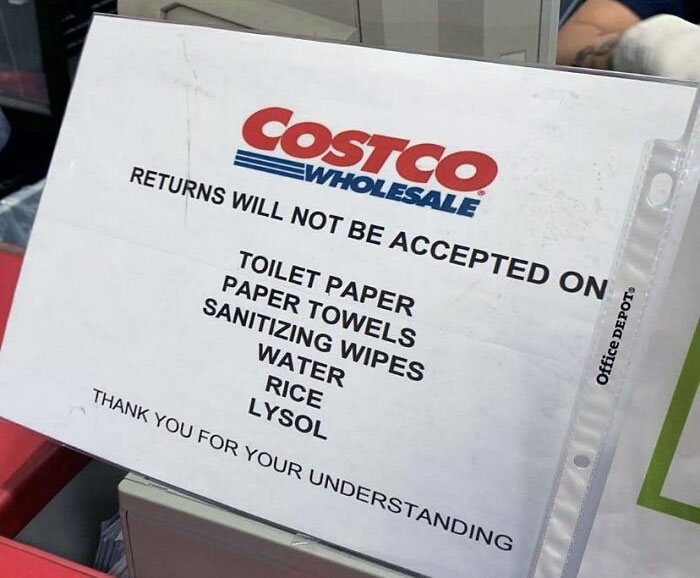 COSTCO
WHOLESALE
RETURNS WILL NOT BE ACCEPTED ON
TOILET PAPER
PAPER TOWELS
SANITIZING WIPES
WATER
RICE
LYSOL
THANK YOU FOR YOUR UNDERSTANDING
Office DEPOT®